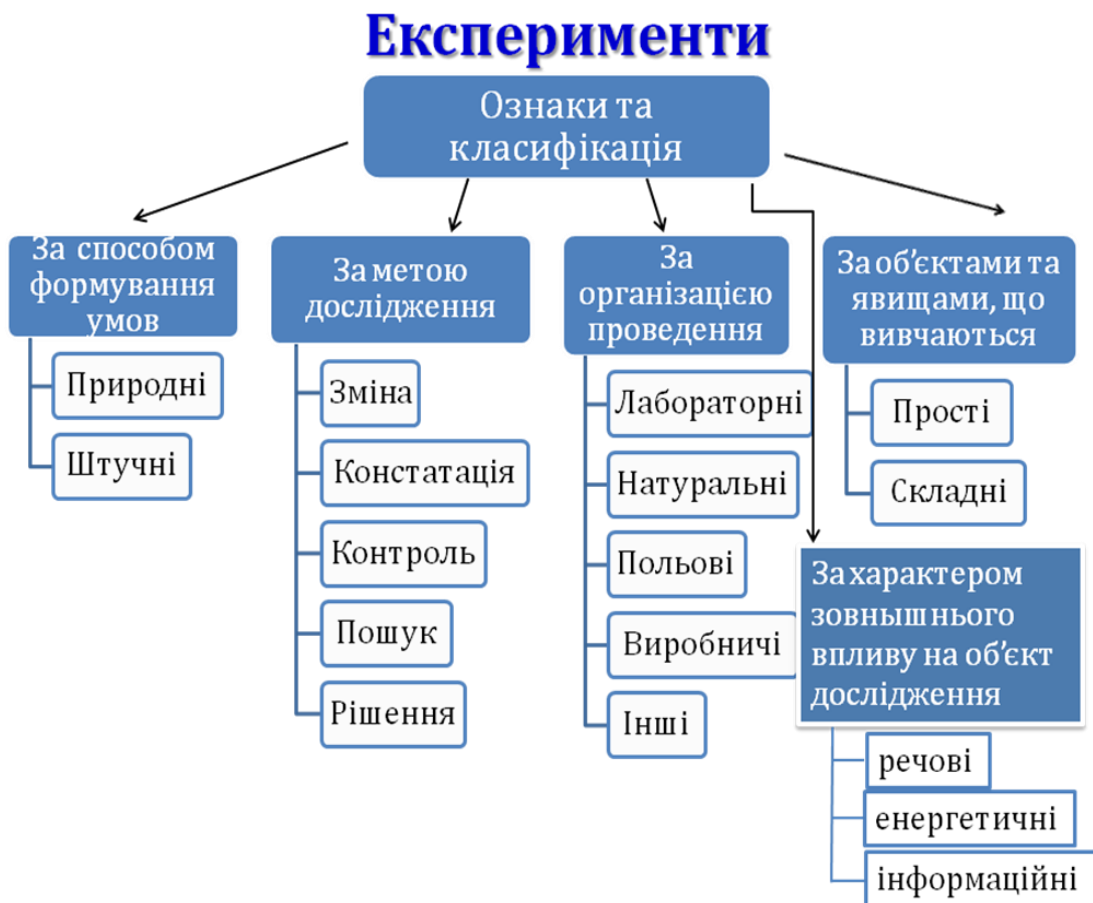 Експерименти
Ознаки та
класифікація
За способом
формування
умов
Природні
Штучні
За метою
дослідження
Зміна
Констатація
Контроль
Пошук
Рішення
За
організацією
проведення
Лабораторні
Натуральні
Польові
Виробничі
Інші
За об’єктами та
явищами, що
вивчаються
Прості
Складні
За характером
зовнышнього
впливу на об’єкт
дослідження
речові
енергетичні
інформаційні